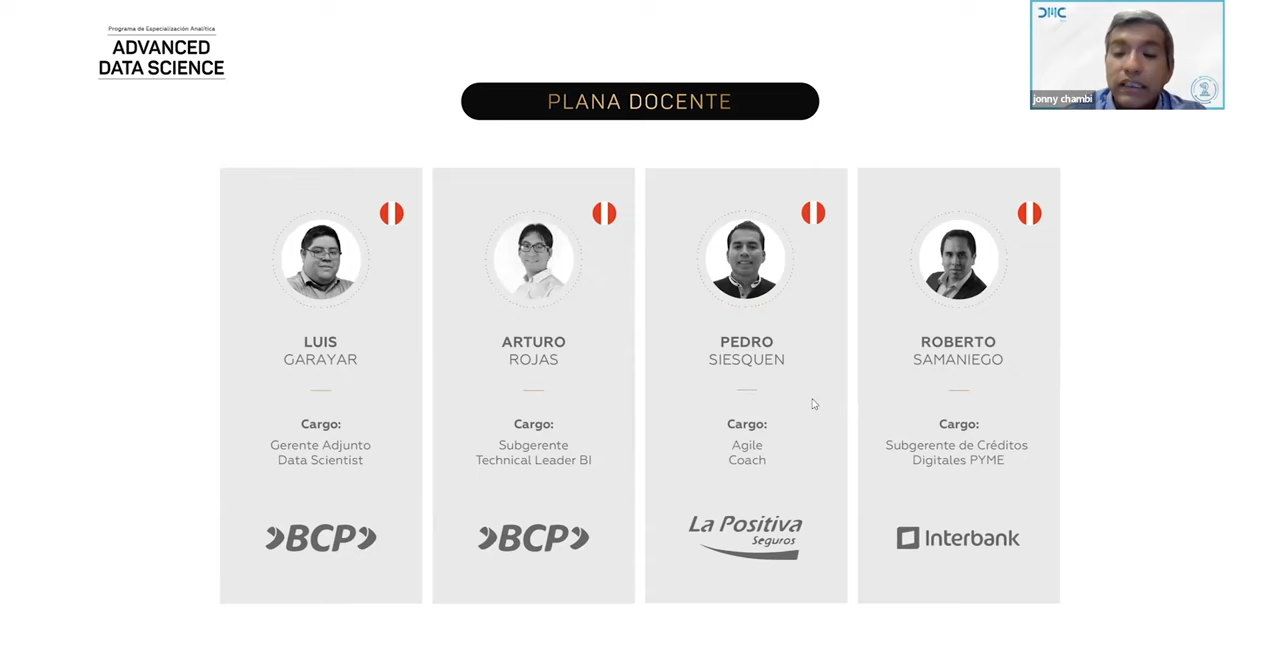 Programa de Especialización Analítica
ADVANCED
DATA SCIENCE
DMC
jonny chambi
PLANA DOCENTE
LUIS
GARAYAR
Cargo:
Gerente Adjunto
Data Scientist
BCP
ARTURO
ROJAS
Cargo:
Subgerente
Technical Leader BI
BCP
PEDRO
SIESQUEN
Cargo:
Agile
Coach
La Positiva
Seguros
ROBERTO
SAMANIEGO
Cargo:
Subgerente de Créditos
Digitales PYME
Interbank